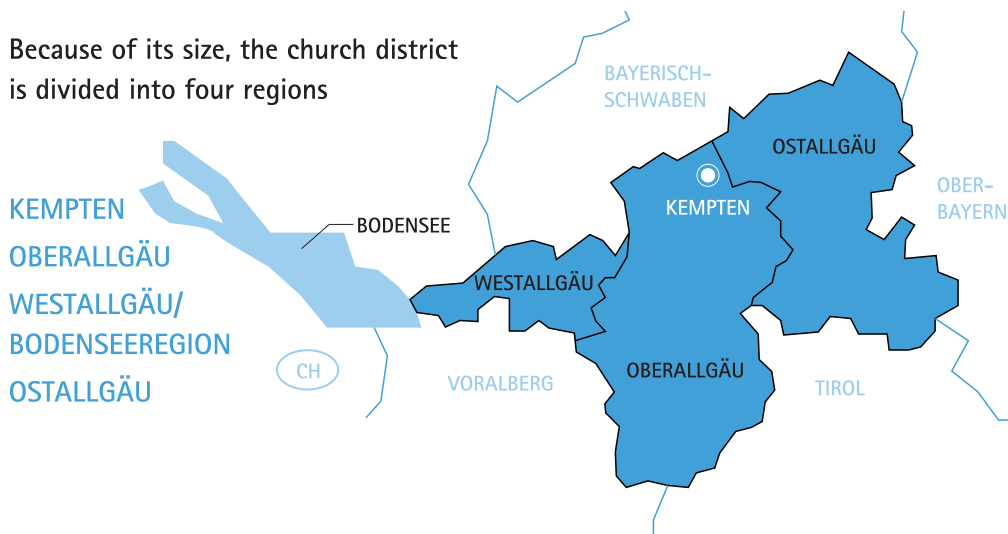 Because of its size, the church district
is divided into four regions
KEMPTEN
OBERALLGÄU
WESTALLGÄU/
BODENSEEREGION
OSTALLGÄU
BAYERISCH-
SCHWABEN
OSTALLGÄU
OBER-
BAYERN
KEMPTEN
BODENSEE
WESTALLGÄU
CH
VORALBERG
OBERALLGÄU
TIROL